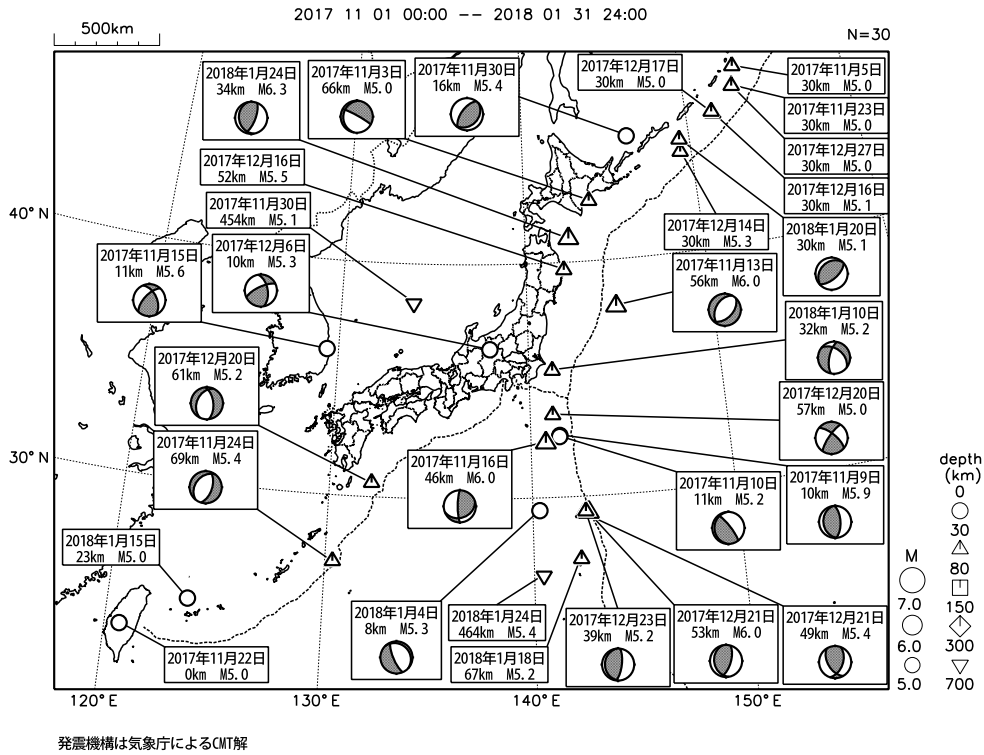 2017 11 01 00:00 -- 2018 01 31 24:00
500km
N=30
2018年1月24日
34km M6.3
2017年11月3日
66km M5.0
2017年11月30日
16km M5.4
2017年12月17日
30km M5.0
2017年11月5日
30km M5.0
2017年11月23日
30km M5.0
2017年12月27日
30km M5.0
2017年12月16日
30km M5.1
2017年12月16日
52km M5.5
2017年11月30日
454km M5.1
2017年11月15日
11km M5.6
2017年12月6日
10km M5.3
2017年12月14日
30km M5.3
2018年1月20日
30km M5.1
2017年11月13日
56km M6.0
2018年1月10日
32km M5.2
2017年12月20日
61km M5.2
2017年12月20日
57km M5.0
2017年11月24日
69km M5.4
2017年11月16日
46km M6.0
2017年11月10日
11km M5.2
2017年11月9日
10km M5.9
2018年1月15日
23km M5.0
2017年11月22日
0km M5.0
2018年1月4日
8km M5.3
2018年1月24日
464km M5.4
2018年1月18日
67km M5.2
2017年12月23日
39km M5.2
2017年12月21日
53km M6.0
2017年12月21日
49km M5.4
40°N
30°N
120°E
130°E
140°E
150°E
M
7.0
6.0
5.0
depth
(km)
0
30
80
150
300
700
発震機構は気象庁によるCMT解